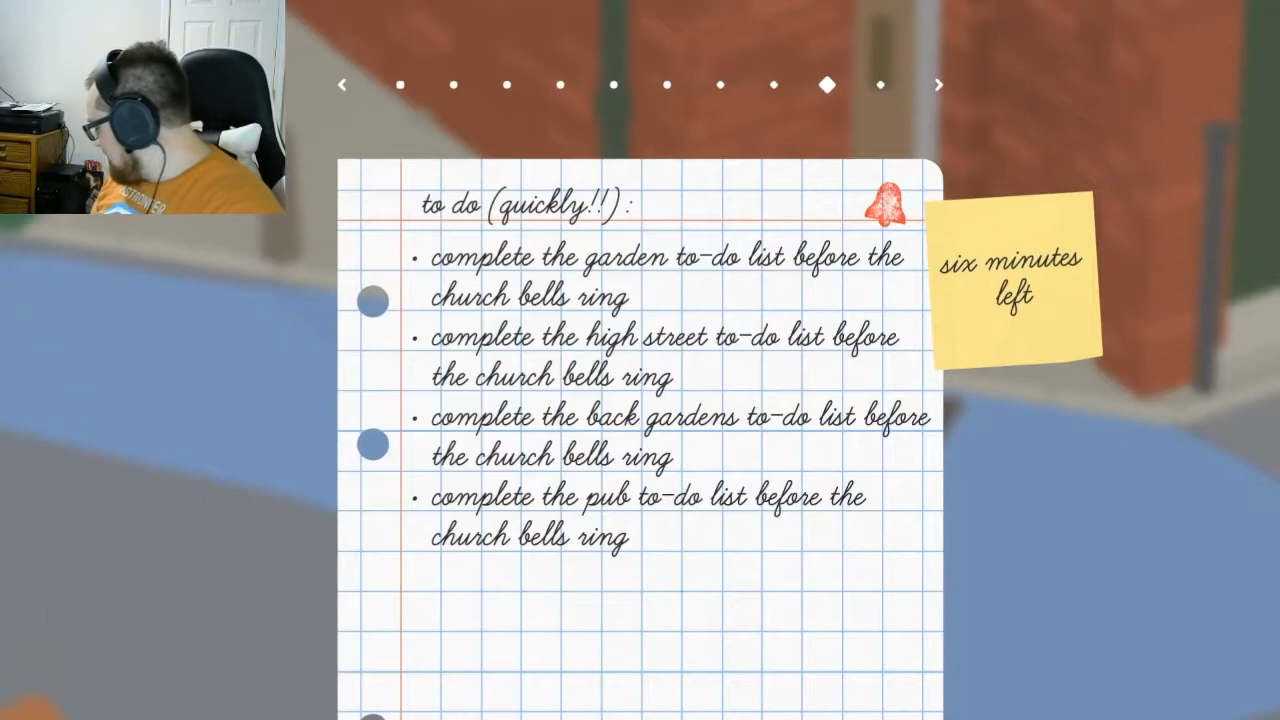 to do (quickly!!) :
• complete the garden to-do list before the
church bells ring
• complete the high street to-do list before
the church bells ring
• complete the back gardens to-do list before
the church bells ring
• complete the pub to-do list before the
church bells ring
six minutes
left
STRONGER